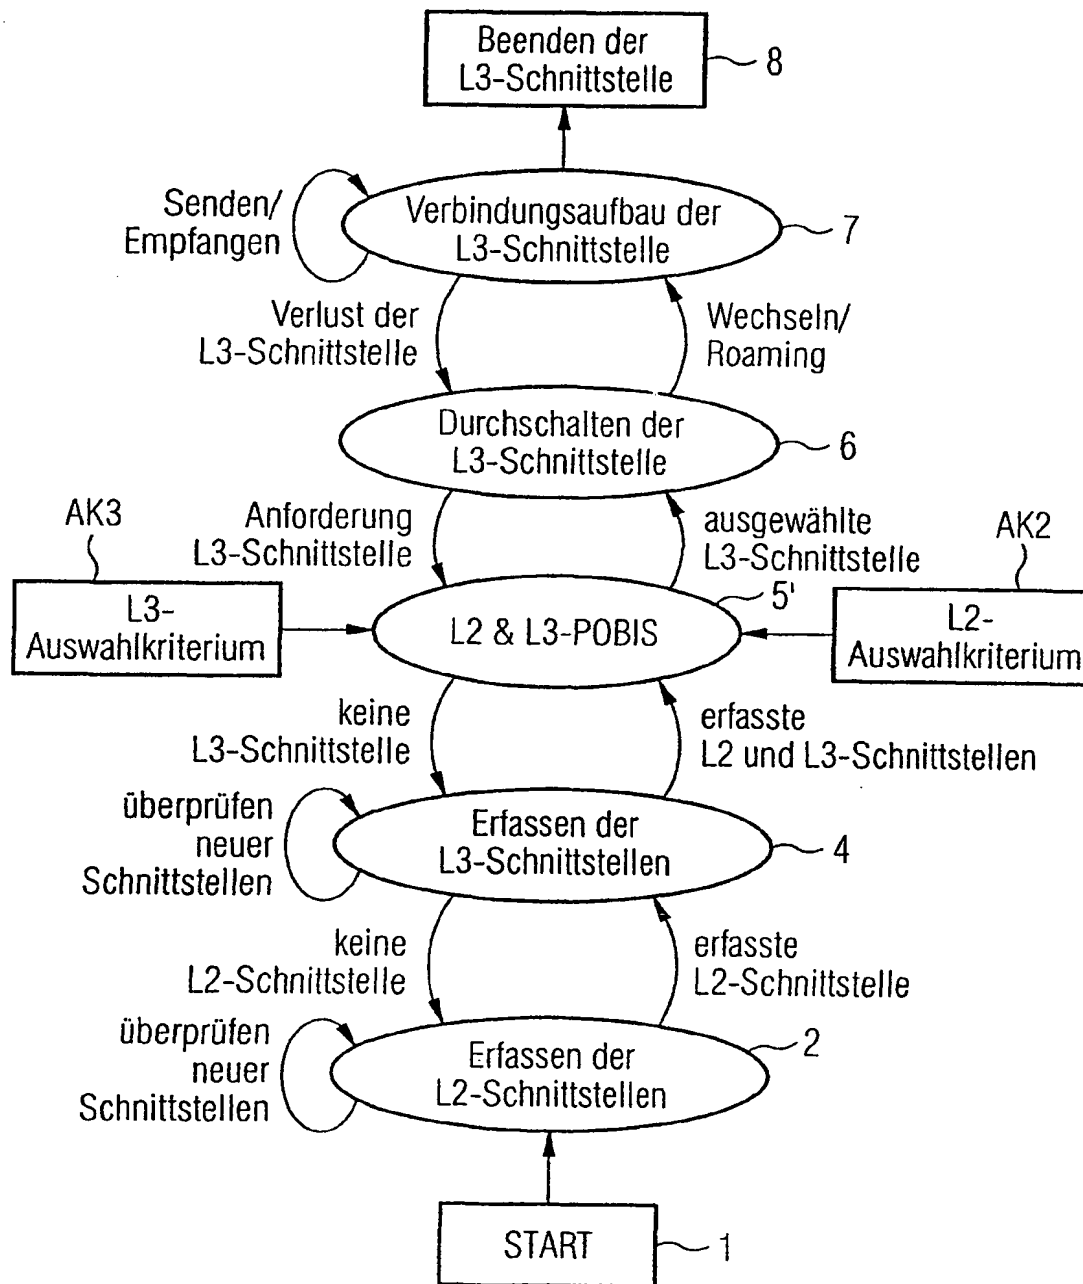 Beenden der
L3-Schnittstelle
8
Senden/
Empfangen
Verbindungsaufbau der
L3-Schnittstelle
7
Verlust der
L3-Schnittstelle
Wechseln/
Roaming
Durchschalten der
L3-Schnittstelle
6
AK3
Anforderung
L3-Schnittstelle
ausgewählte
L3-Schnittstelle
AK2
L3-
Auswahlkriterium
L2 & L3-POBIS
5'
L2-
Auswahlkriterium
keine
L3-Schnittstelle
erfasste
L2 und L3-Schnittstellen
überprüfen
neuer
Schnittstellen
Erfassen der
L3-Schnittstellen
4
keine
L2-Schnittstelle
erfasste
L2-Schnittstelle
überprüfen
neuer
Schnittstellen
Erfassen der
L2-Schnittstellen
2
START
1